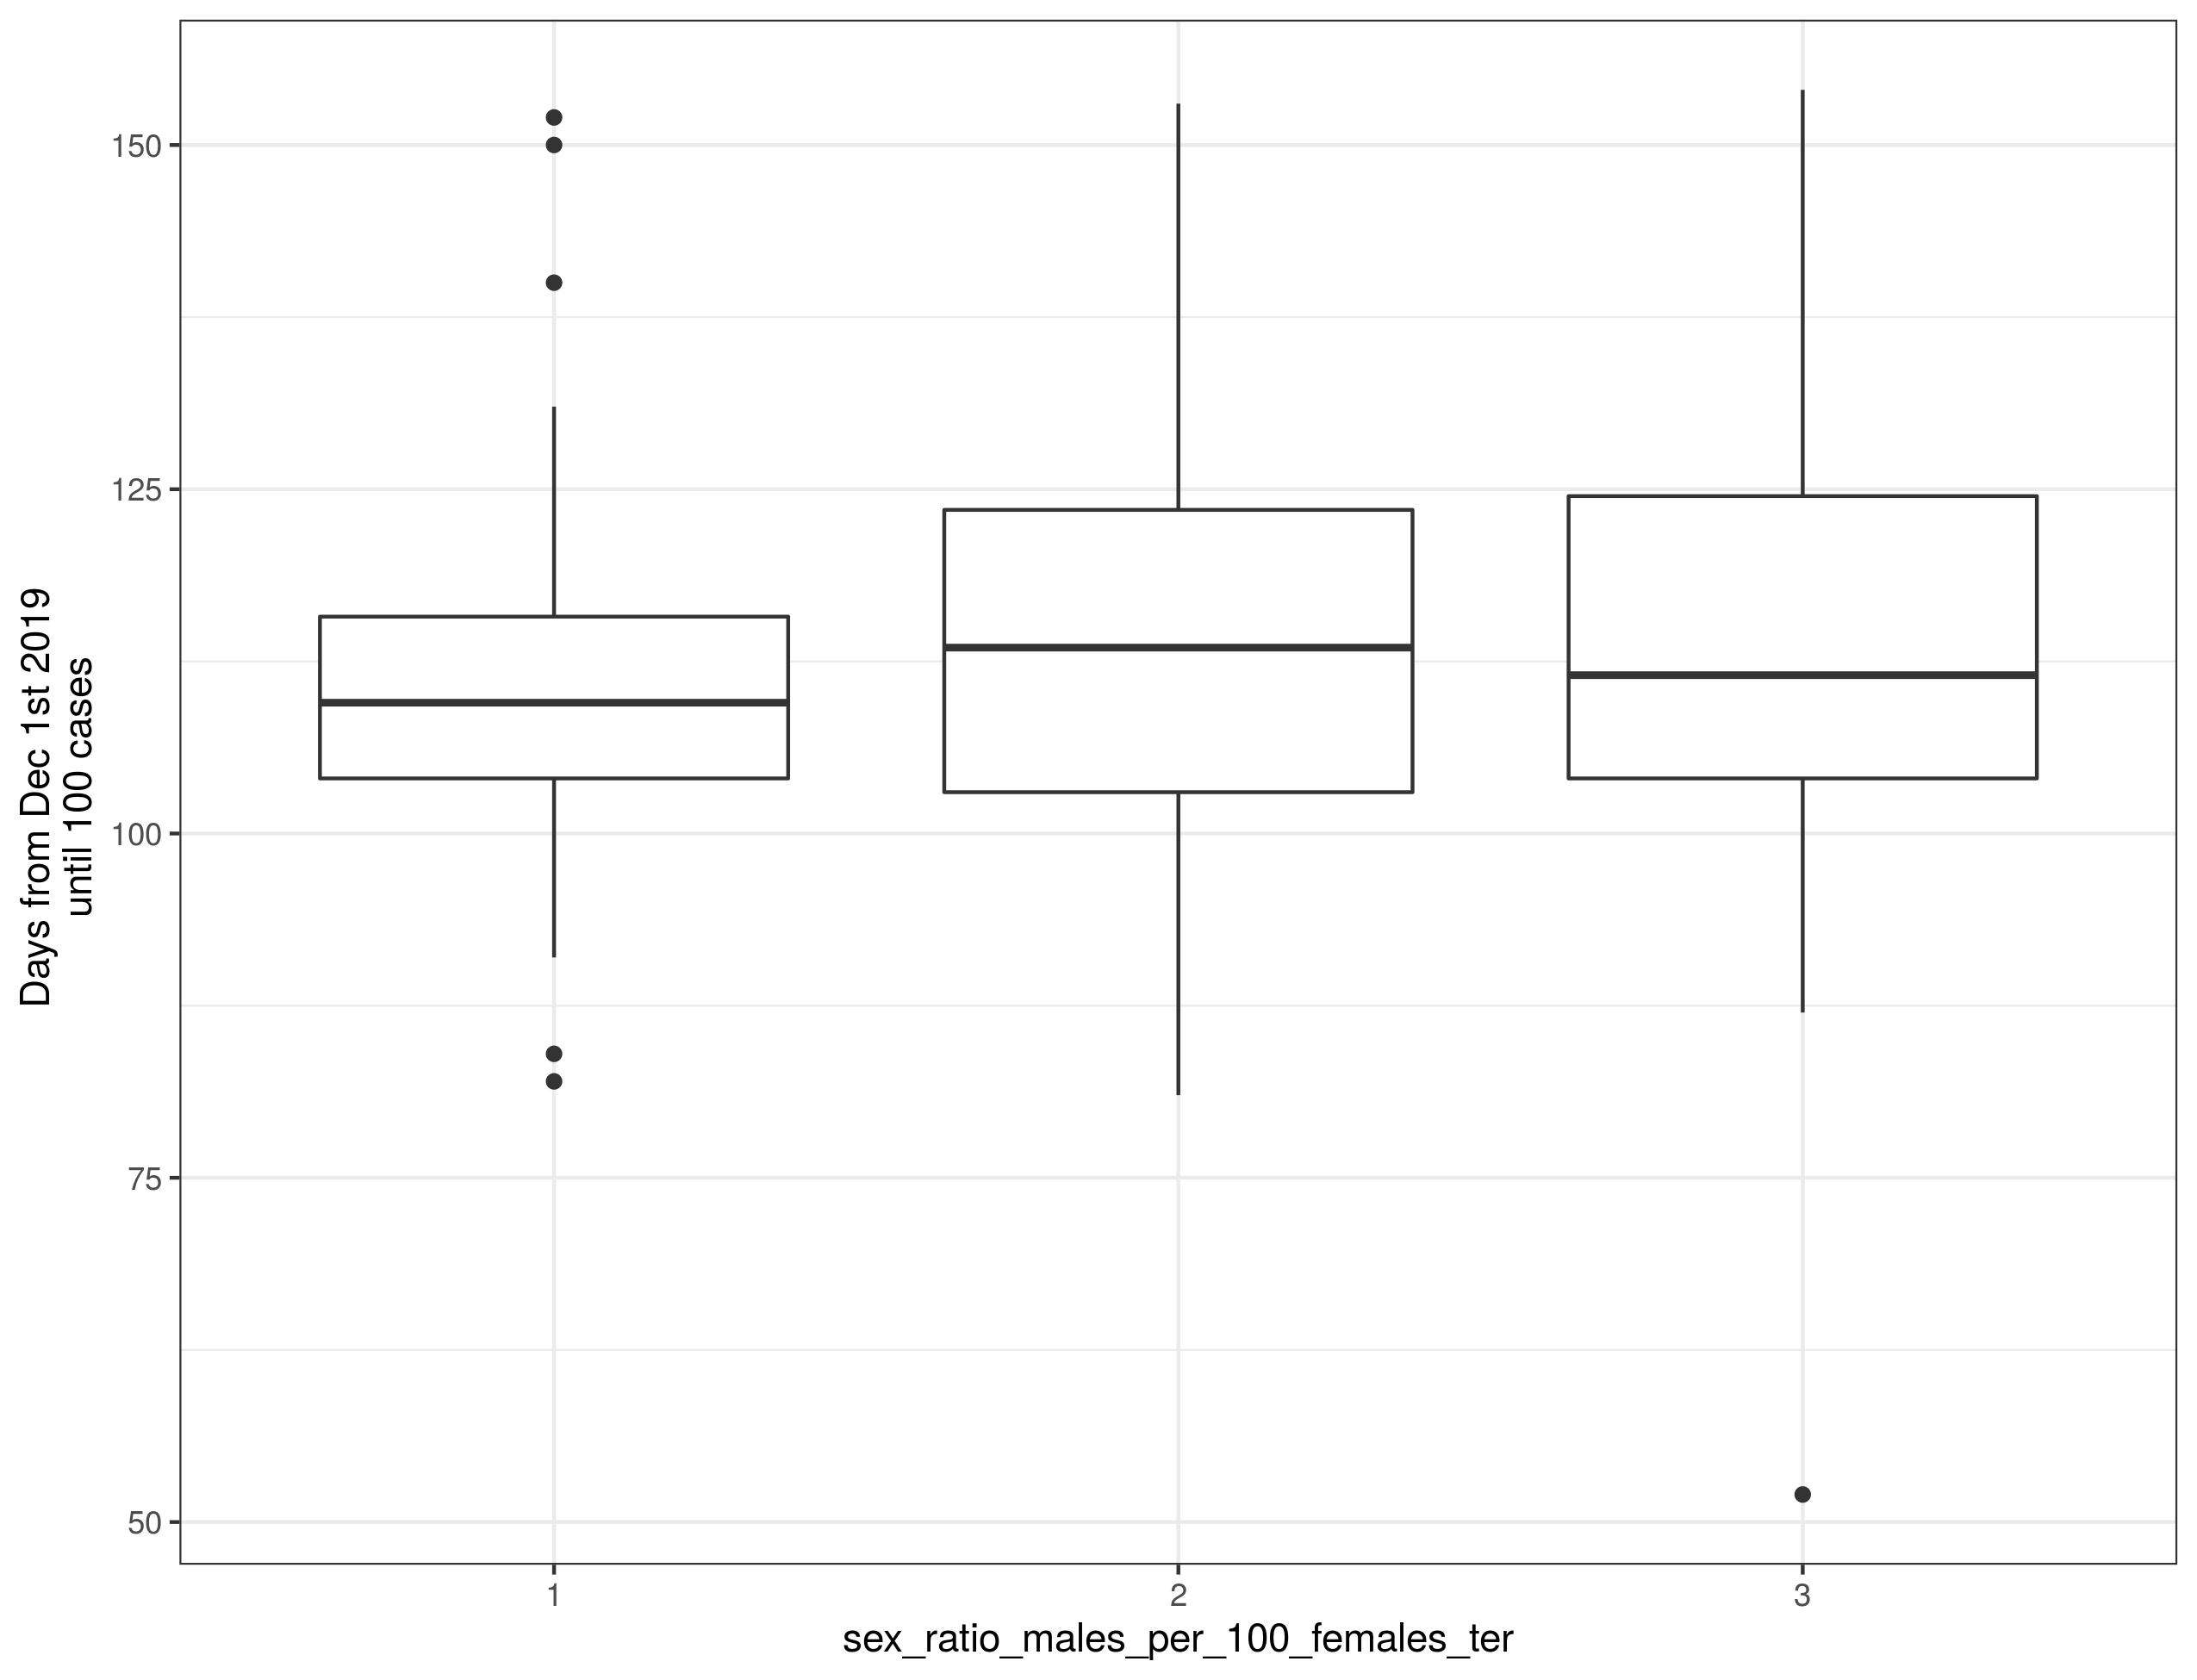 Days from Dec 1st 2019
until 100 cases
150
125
100
75
50
1
2
3
sex_ratio_males_per_100_females_ter